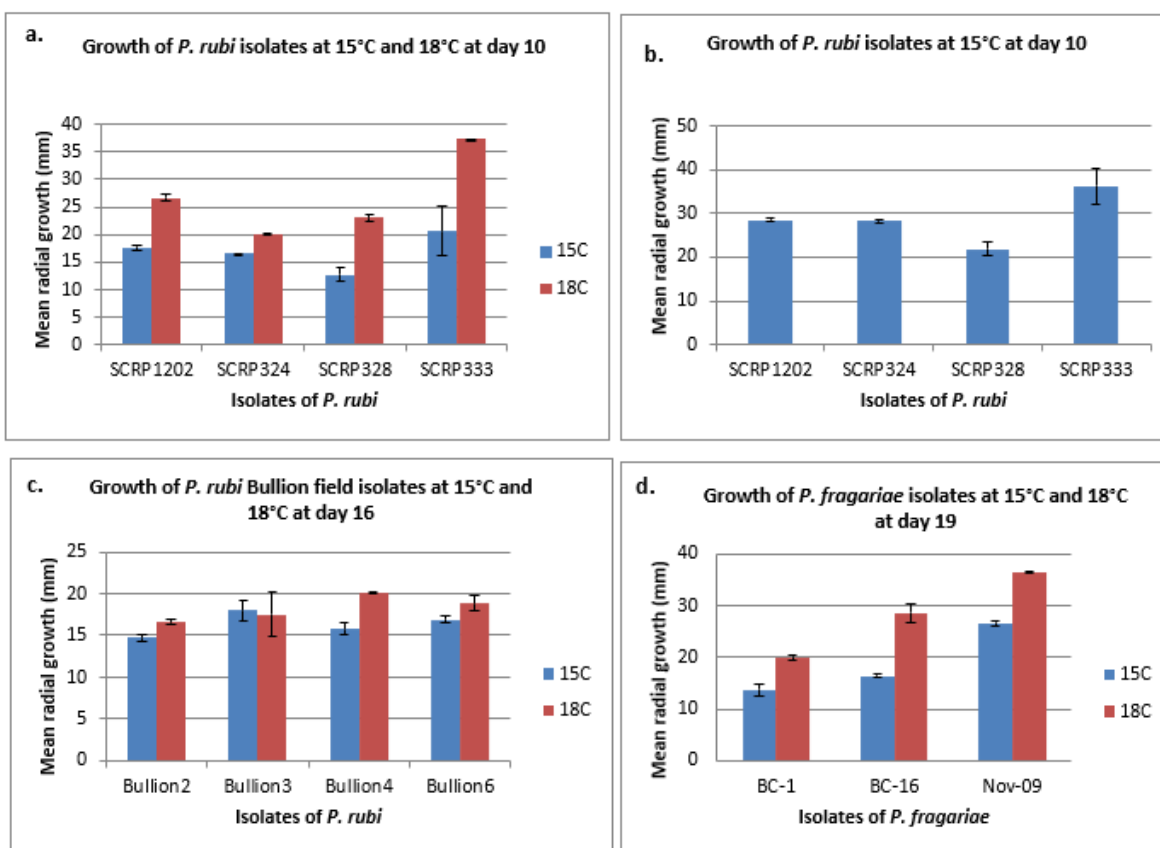 a.
Growth of P. rubi isolates at 15°C and 18°C at day 10
Mean radial growth (mm)
40
35
30
25
20
15
10
5
0
SCRP1202 SCRP324 SCRP328 SCRP333
Isolates of P. rubi
15C
18C
b.
Growth of P. rubi isolates at 15°C at day 10
Mean radial growth (mm)
50
40
30
20
10
0
SCRP1202 SCRP324 SCRP328 SCRP333
Isolates of P. rubi
c.
Growth of P. rubi Bullion field isolates at 15°C and
18°C at day 16
Mean radial growth (mm)
25
20
15
10
5
0
Bullion2 Bullion3 Bullion4 Bullion6
Isolates of P. rubi
15C
18C
d.
Growth of P. fragariae isolates at 15°C and 18°C
at day 19
Mean radial growth (mm)
40
30
20
10
0
BC-1 BC-16 Nov-09
Isolates of P. fragariae
15C
18C